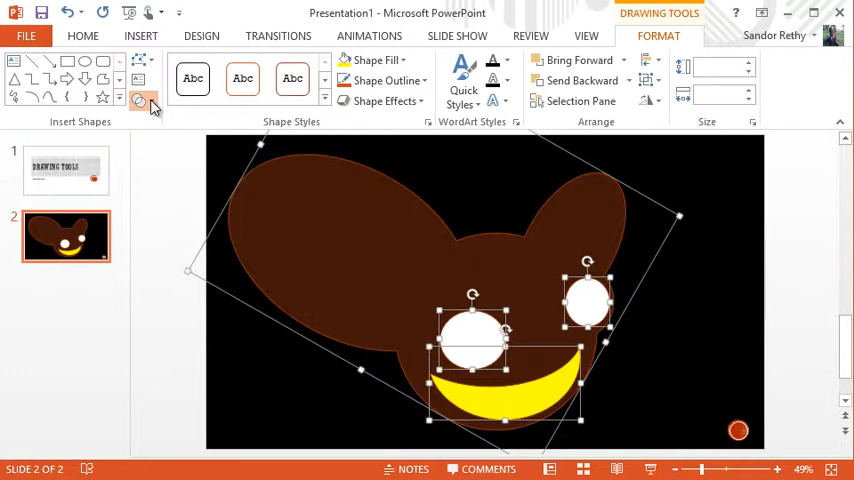 Presentation1 - Microsoft PowerPoint
DRAWING TOOLS
FILE HOME INSERT DESIGN TRANSITIONS ANIMATIONS SLIDE SHOW REVIEW VIEW FORMAT Sandor Rethy
Abc Abc Abc
Shape Fill
Shape Outline
Shape Effects
Quick
Styles
Bring Forward
Send Backward
Selection Pane
Insert Shapes Shape Styles WordArt Styles Arrange Size
1
DRAWING TOOLS
2
SLIDE 2 OF 2 NOTES COMMENTS 49%